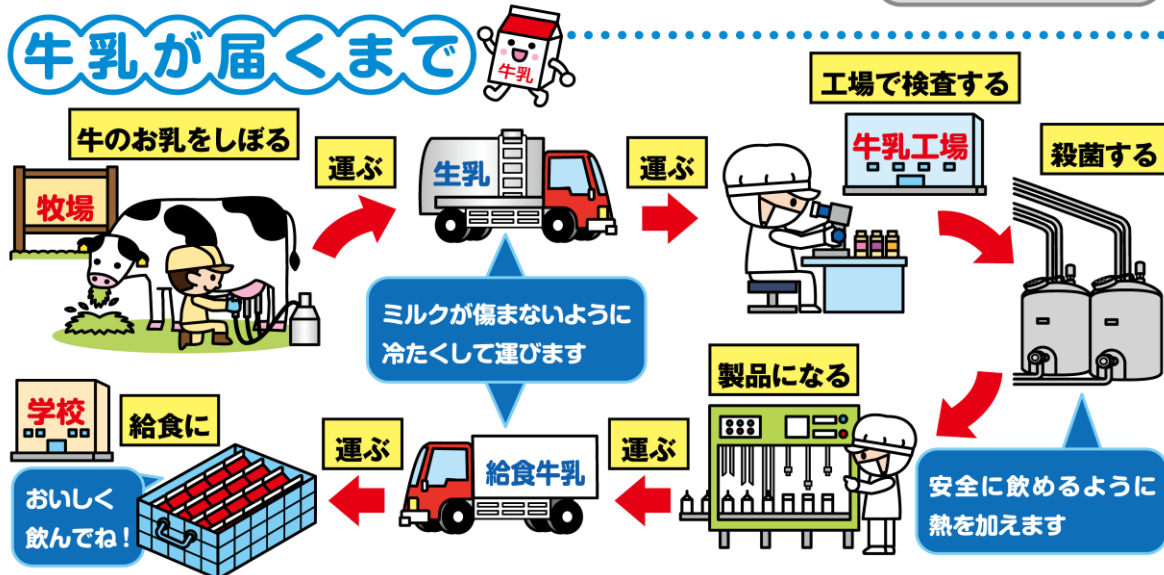 牛乳が届くまで
牛乳
牛のお乳をしぼる
牧場
運ぶ
生乳
運ぶ
工場で検査する
牛乳工場
殺菌する
ミルクが傷まないように
冷たくして運びます
安全に飲めるように
熱を加えます
製品になる
運ぶ
給食牛乳
運ぶ
給食に
学校
おいしく
飲んでね!